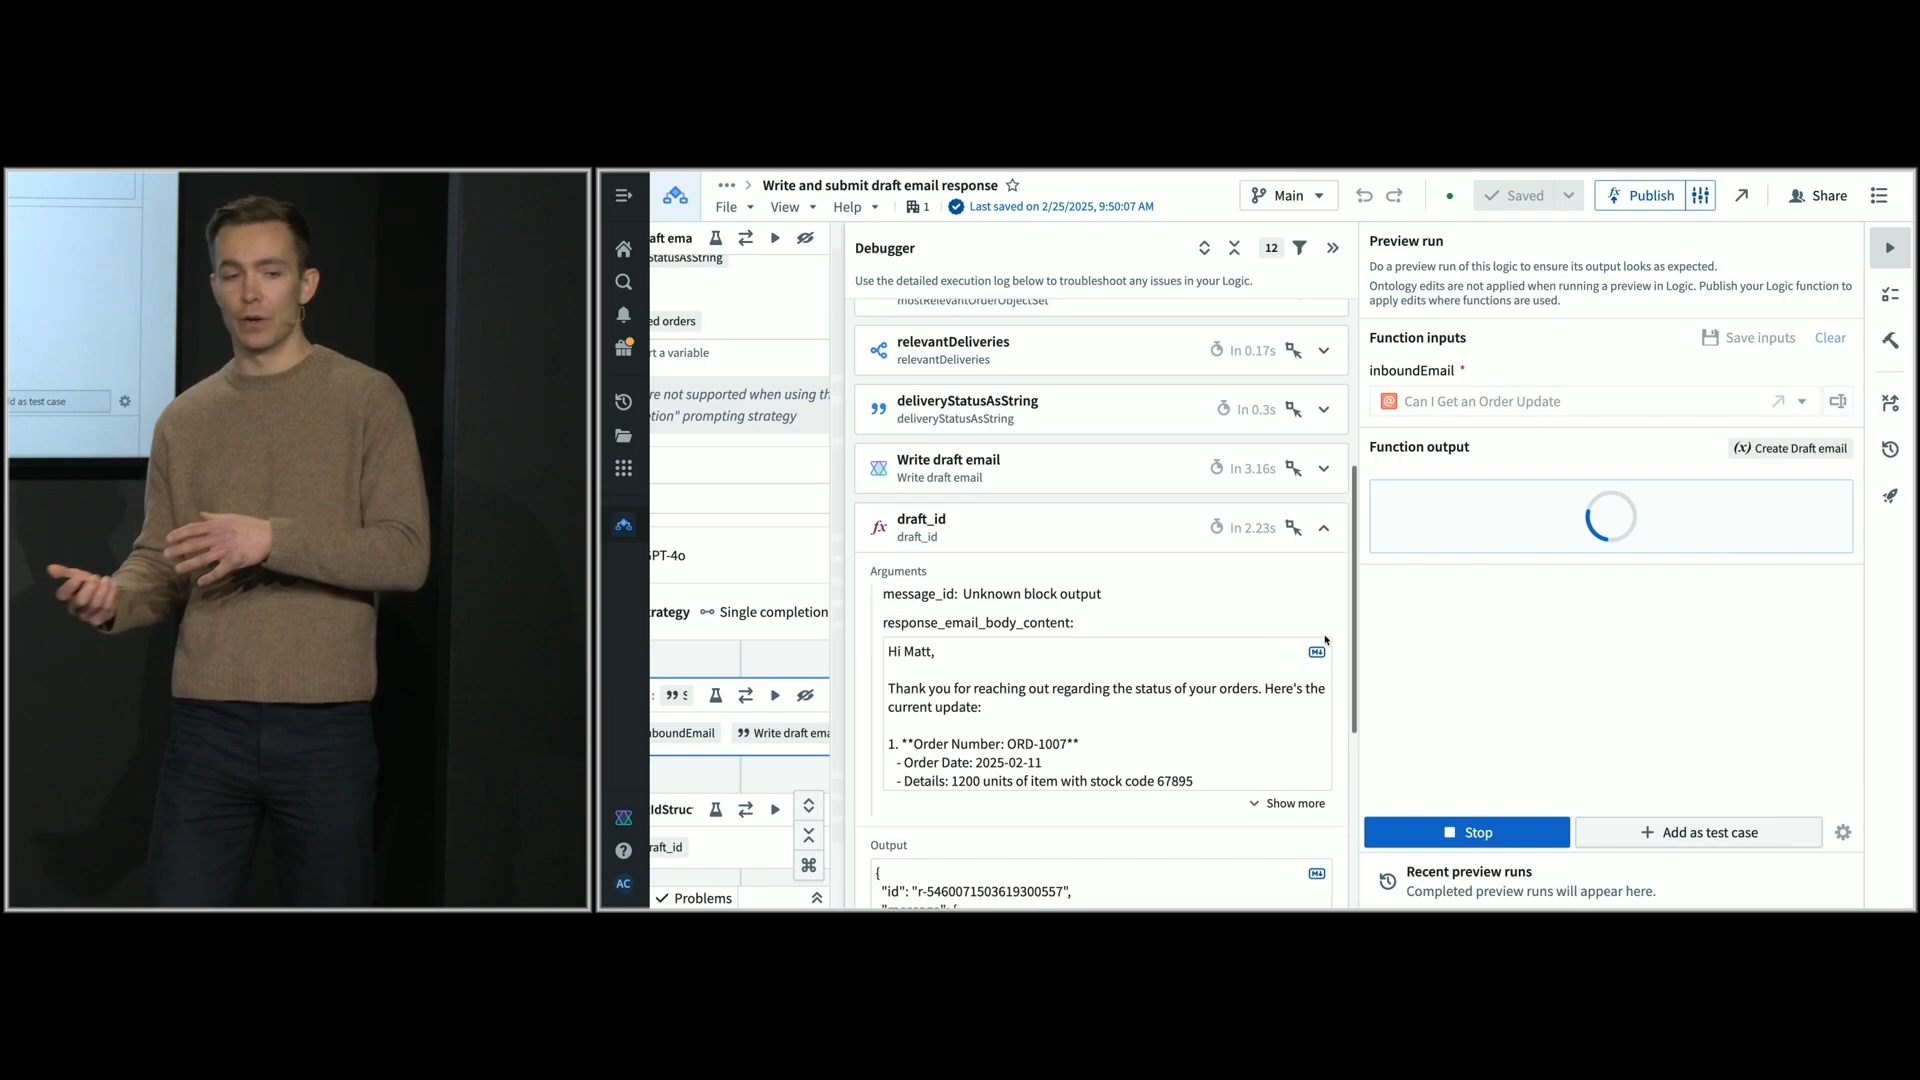 d as test case
Write and submit draft email response
File
View
Help
1
Last saved on 2/25/2025, 9:50:07 AM
Main
Saved
Publish
Share
aft ema
StatusAsString
ed orders
rt a variable
re not supported when using th
etion" prompting strategy
GPT-4o
rategy
Single completion
: S
boundEmail
Write draft ema
IdStruc
raft_id
Problems
AC
Debugger
12
Use the detailed execution log below to troubleshoot any issues in your Logic.
mostRelevantOrderObjectSet
relevantDeliveries
relevantDeliveries
In 0.17s
deliveryStatusAsString
deliveryStatusAsString
In 0.3s
Write draft email
Write draft email
In 3.16s
fx
draft_id
draft_id
In 2.23s
Arguments
message_id: Unknown block output
response_email_body_content:
Hi Matt,
Thank you for reaching out regarding the status of your orders. Here's the
current update:
1. **Order Number: ORD-1007**
- Order Date: 2025-02-11
- Details: 1200 units of item with stock code 67895
Show more
Output
{
"id": "r-5460071503619300557",
"message": {
Preview run
Do a preview run of this logic to ensure its output looks as expected.
Ontology edits are not applied when running a preview in Logic. Publish your Logic function to
apply edits where functions are used.
Function inputs
Save inputs
Clear
inboundEmail *
Can I Get an Order Update
Function output
(x) Create Draft email
Stop
Add as test case
Recent preview runs
Completed preview runs will appear here.